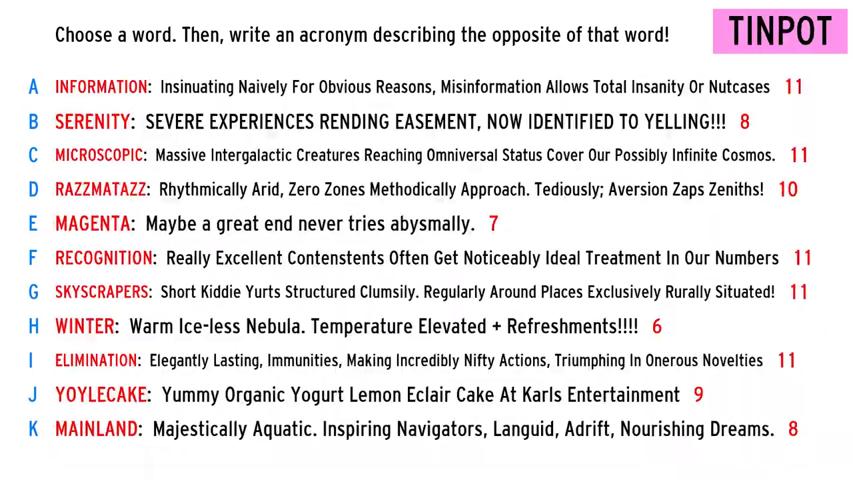 Choose a word. Then, write an acronym describing the opposite of that word!
TINPOT
A INFORMATION: Insinuating Naively For Obvious Reasons, Misinformation Allows Total Insanity Or Nutcases 11
B SERENITY: SEVERE EXPERIENCES RENDING EASEMENT, NOW IDENTIFIED TO YELLING!!! 8
C MICROSCOPIC: Massive Intergalactic Creatures Reaching Omniversal Status Cover Our Possibly Infinite Cosmos. 11
D RAZZMATAZZ: Rhythmically Arid, Zero Zones Methodically Approach. Tediously; Aversion Zaps Zeniths! 10
E MAGENTA: Maybe a great end never tries abysmally. 7
F RECOGNITION: Really Excellent Contenstents Often Get Noticeably Ideal Treatment In Our Numbers 11
G SKYSCRAPERS: Short Kiddie Yurts Structured Clumsily. Regularly Around Places Exclusively Rurally Situated! 11
H WINTER: Warm Ice-less Nebula. Temperature Elevated + Refreshments!!!! 6
I ELIMINATION: Elegantly Lasting, Immunities, Making Incredibly Nifty Actions, Triumphing In Onerous Novelties 11
J YOYLECAKE: Yummy Organic Yogurt Lemon Eclair Cake At Karls Entertainment 9
K MAINLAND: Majestically Aquatic. Inspiring Navigators, Languid, Adrift, Nourishing Dreams. 8